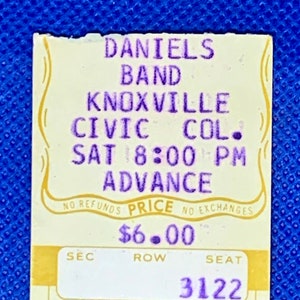 DANIELS
BAND
KNOXVILLE
CIVIC COL.
SAT 8:00 PM
ADVANCE
NO REFUNDS PRICE NO EXCHANGES
$6.00
SEC ROW SEAT
3122